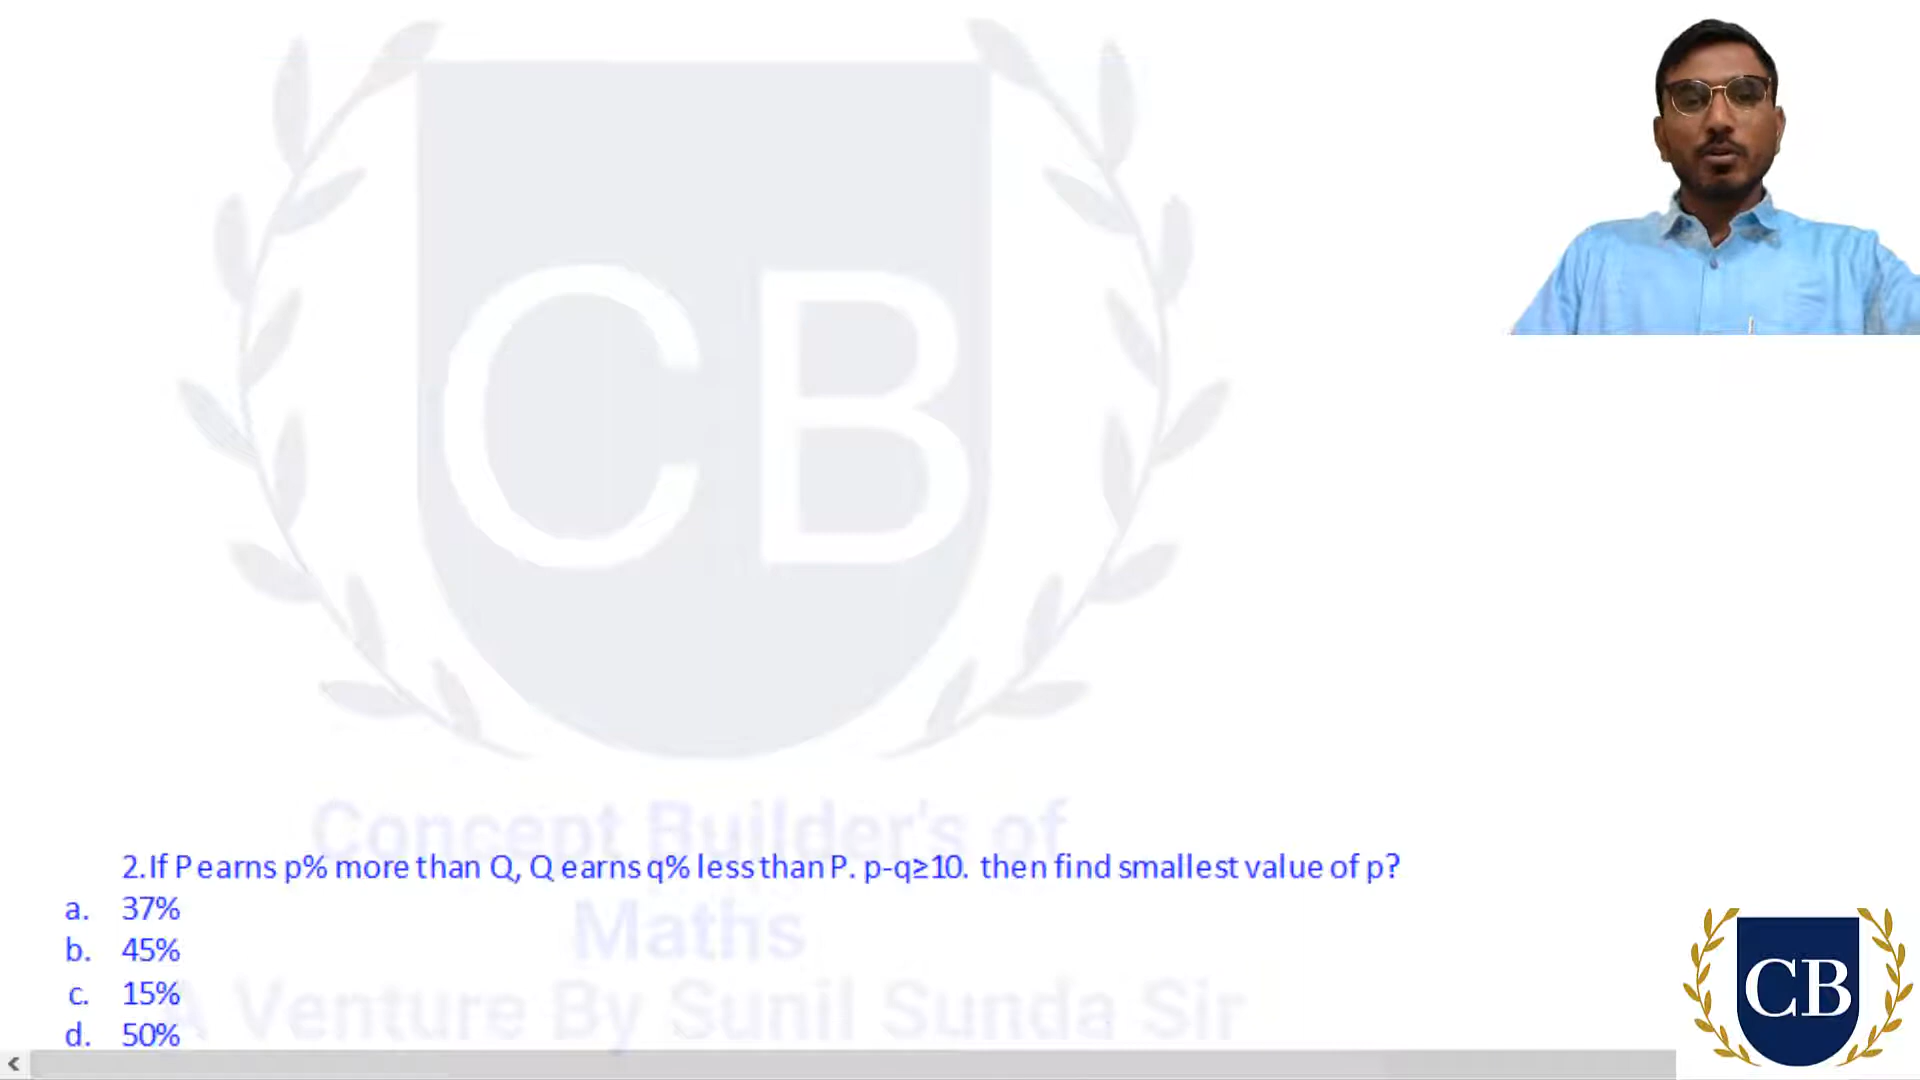 CB
Concept Builder's of
2.If P earns p% more than Q, Q earns q% less than P. p-q≥10. then find smallest value of p?
a. 37%
Maths
b. 45%
c. 15%
A Venture By Sunil Sunda Sir
d. 50%
CB